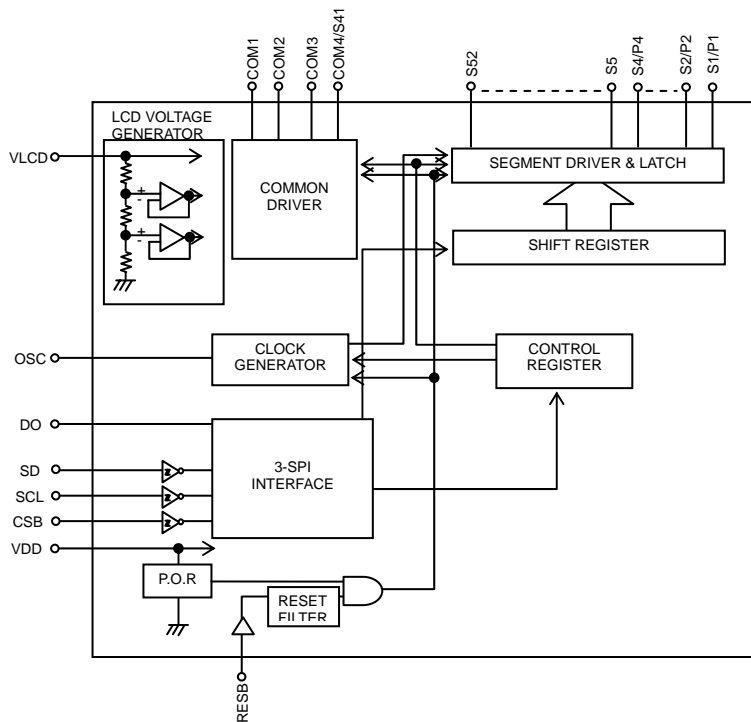 COM1
COM2
COM3
COM4/S41
S52
S5
S4/P4
S2/P2
S1/P1
LCD VOLTAGE
GENERATOR
VLCD
COMMON
DRIVER
SEGMENT DRIVER & LATCH
SHIFT REGISTER
+
-
+
-
OSC
CLOCK
GENERATOR
CONTROL
REGISTER
DO
SD
SCL
CSB
VDD
3-SPI
INTERFACE
P.O.R
RESET
FILTER
RESB